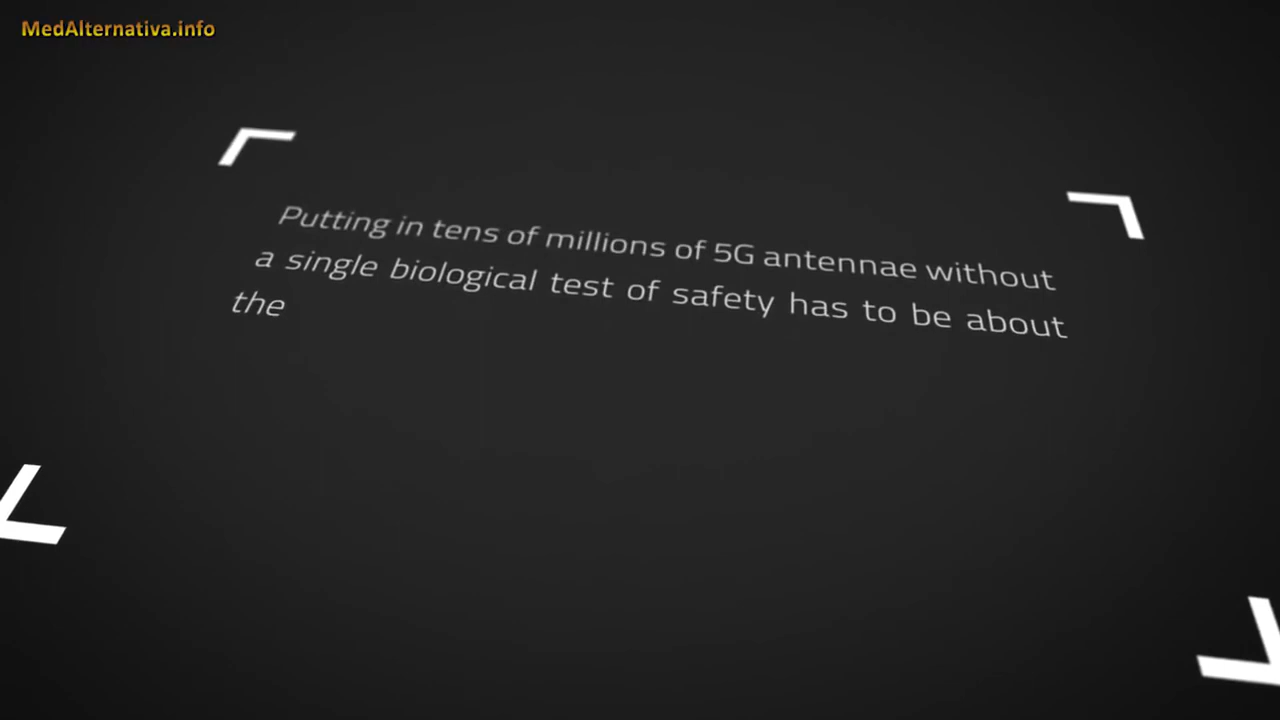 MedAlternativa.info
Putting in tens of millions of 5G antennae without
a single biological test of safety has to be about
the